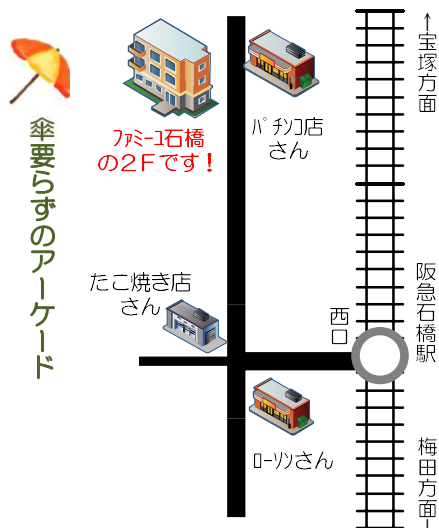 傘要らずのアーケード
ﾌｧﾐｰﾕ石橋
の２Ｆです！
ﾊﾟﾁﾝｺ店
さん
たこ焼き店
さん
ﾛｰｿﾝさん
西口
阪急石橋駅
↑宝塚方面
梅田方面↓